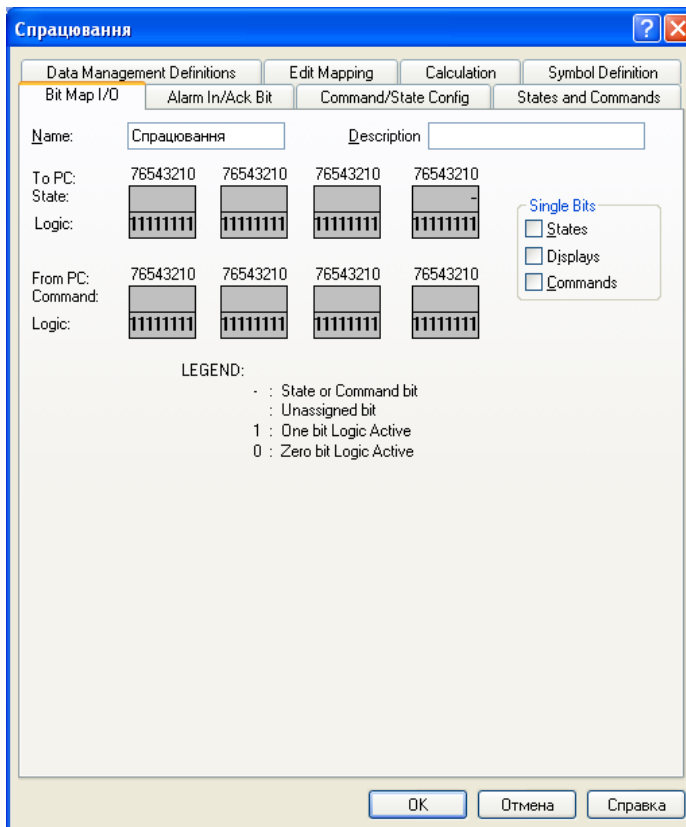 Спрацювання
Data Management Definitions Edit Mapping Calculation Symbol Definition
Bit Map I/O Alarm In/Ack Bit Command/State Config States and Commands
Name: Спрацювання Description
To PC: 76543210 76543210 76543210 76543210
State: -
Logic: 11111111 11111111 11111111 11111111
Single Bits
States
Displays
Commands
From PC: 76543210 76543210 76543210 76543210
Command:
Logic: 11111111 11111111 11111111 11111111
LEGEND:
- : State or Command bit
: Unassigned bit
1 : One bit Logic Active
0 : Zero bit Logic Active
OK Отмена Справка